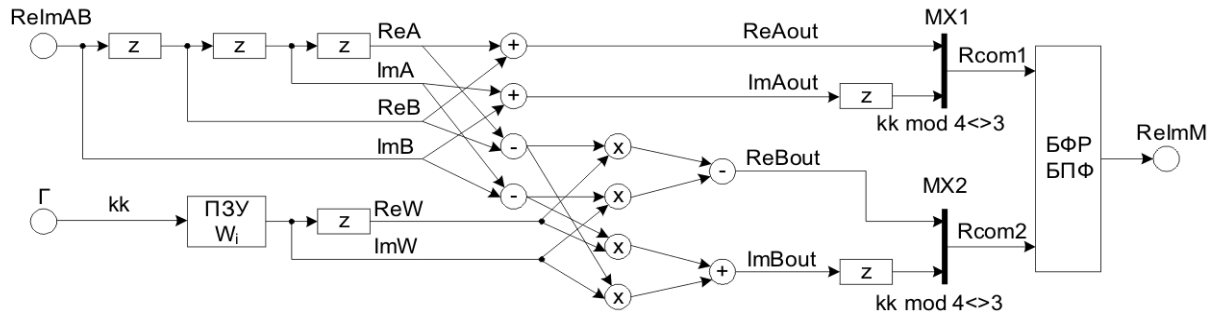 ReImAB
z
z
z
ReA
+
ReAout
MX1
Rcom1
ImA
+
ImAout
z
kk mod 4<>3
ReB
ImB
-
-
x
x
-
ReBout
MX2
БФР
БПФ
ReImM
Г
kk
ПЗУ
Wi
z
ReW
ImW
x
x
+
ImBout
z
Rcom2
kk mod 4<>3